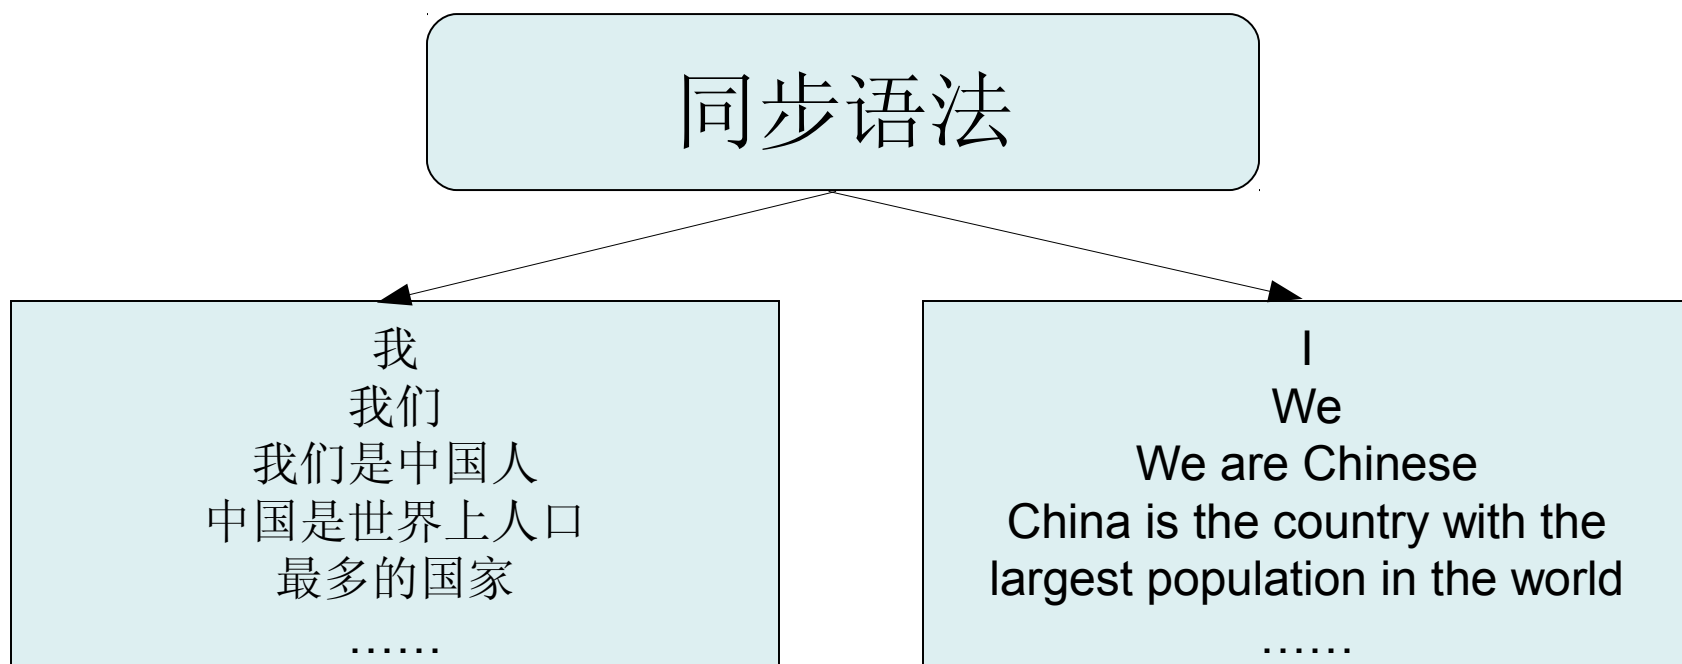 同步语法
我
我们
我们是中国人
中国是世界上人口
最多的国家
……
I
We
We are Chinese
China is the country with the
largest population in the world
……